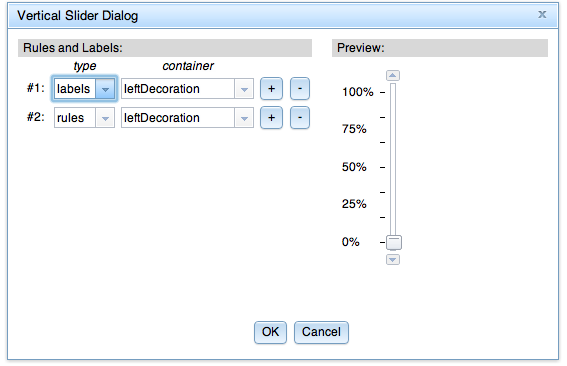 Vertical Slider Dialog x
Rules and Labels:
type container
#1: labels leftDecoration + -
#2: rules leftDecoration + -
Preview:
100%
75%
50%
25%
0%
OK Cancel